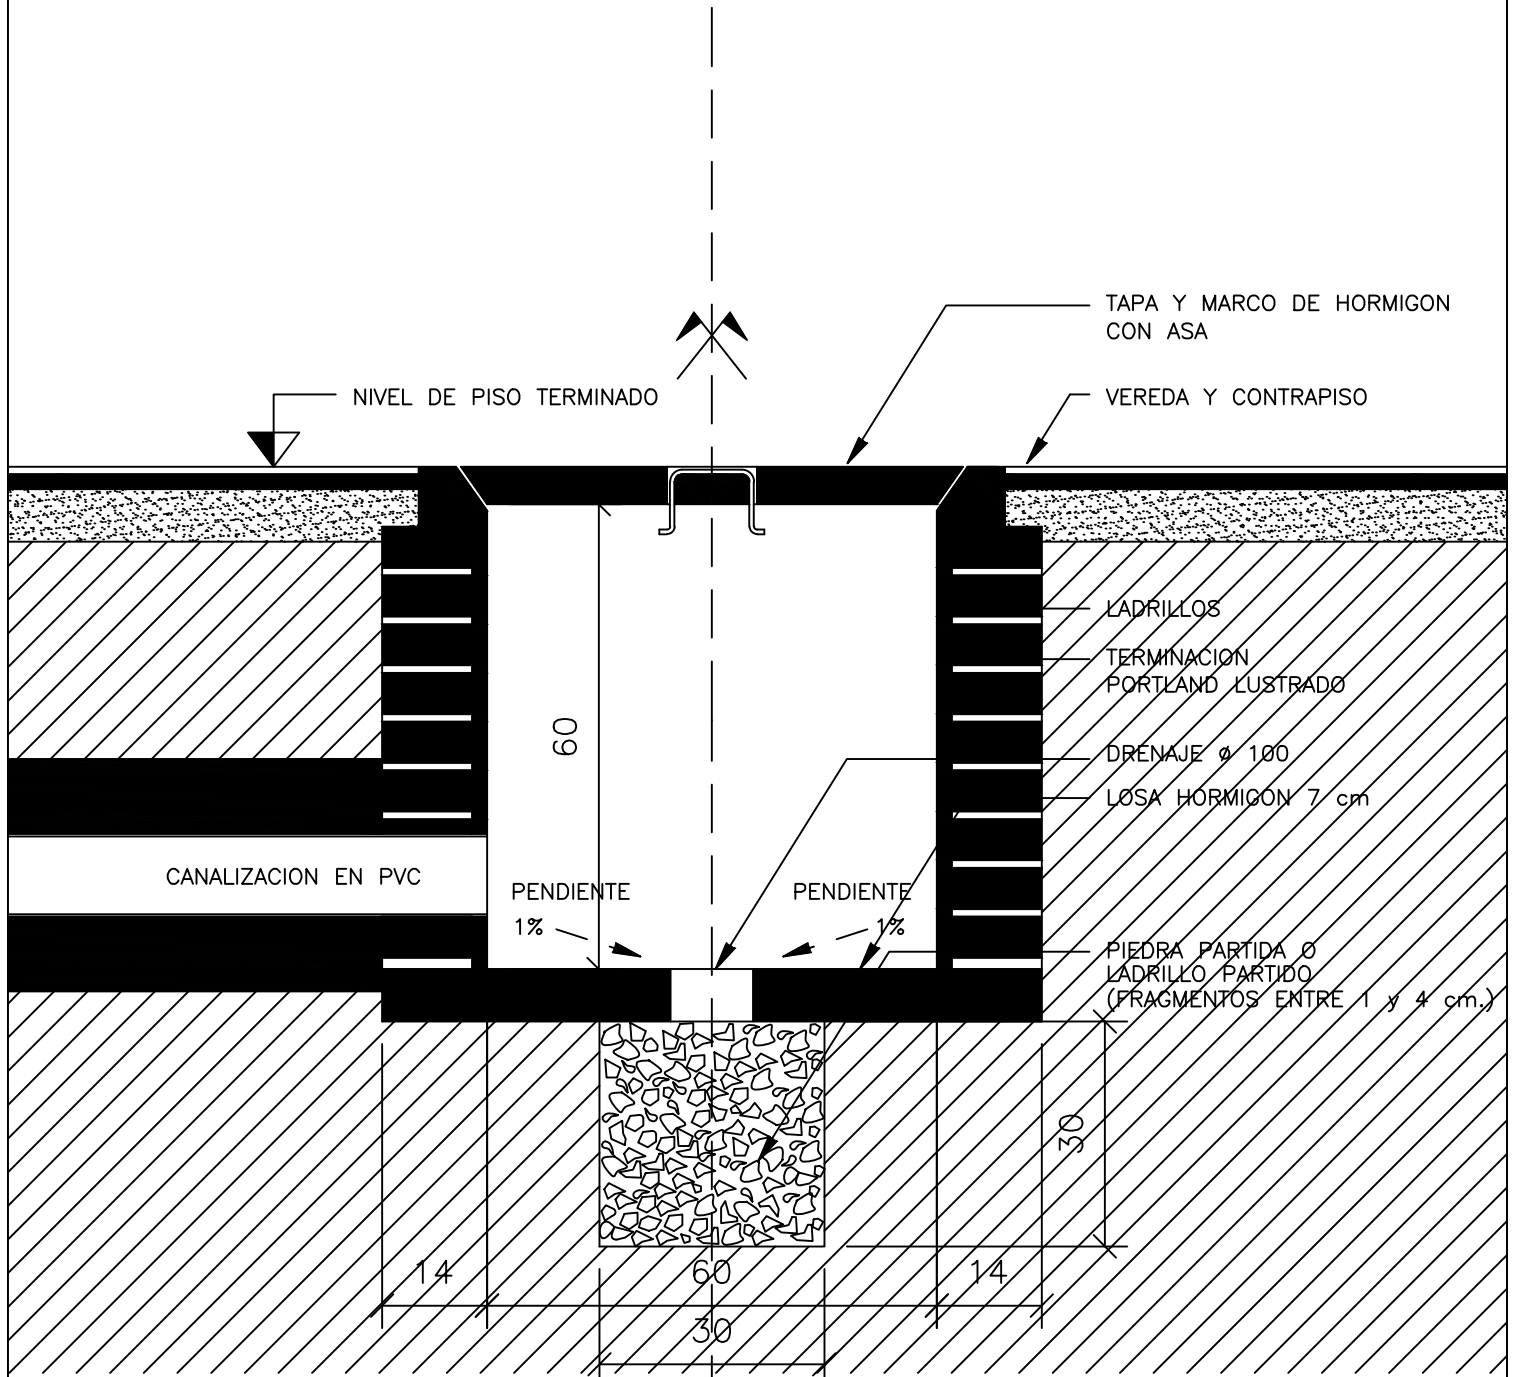 TAPA Y MARCO DE HORMIGON
CON ASA
NIVEL DE PISO TERMINADO
VEREDA Y CONTRAPISO
LADRILLOS
TERMINACION
PORTLAND LUSTRADO
60
DRENAJE ø 100
LOSA HORMIGON 7 cm
CANALIZACION EN PVC
PENDIENTE
1%
PENDIENTE
1%
PIEDRA PARTIDA O
LADRILLO PARTIDO
(FRAGMENTOS ENTRE 1 y 4 cm.)
30
14
60
14
30